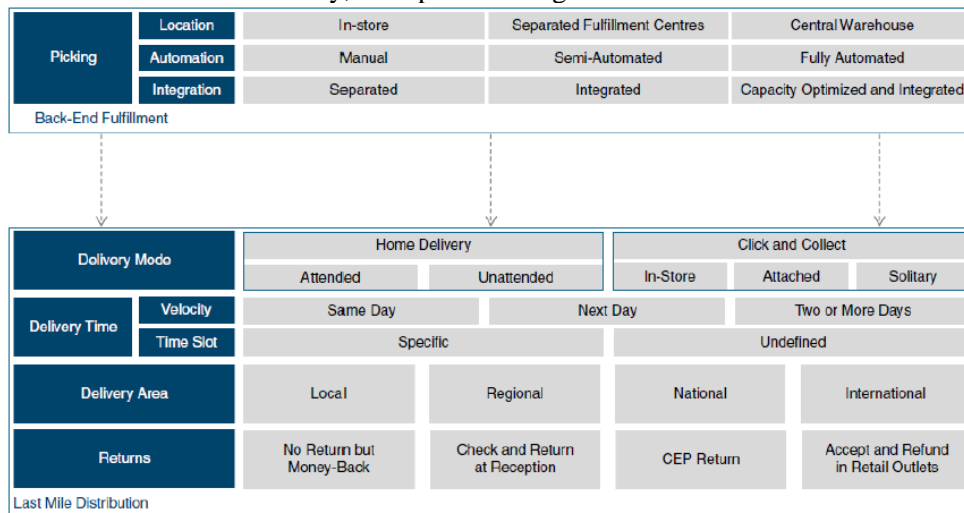 Location In-store Separated Fulfillment Centres Central Warehouse
Picking Automation Manual Semi-Automated Fully Automated
Integration Separated Integrated Capacity Optimized and Integrated
Back-End Fulfillment
Delivery Mode Home Delivery Click and Collect
Attended Unattended In-Store Attached Solitary
Delivery Time Velocity Same Day Next Day Two or More Days
Time Slot Specific Undefined
Delivery Area Local Regional National International
Returns No Return but Money-Back Check and Return at Reception CEP Return Accept and Refund in Retail Outlets
Last Mile Distribution